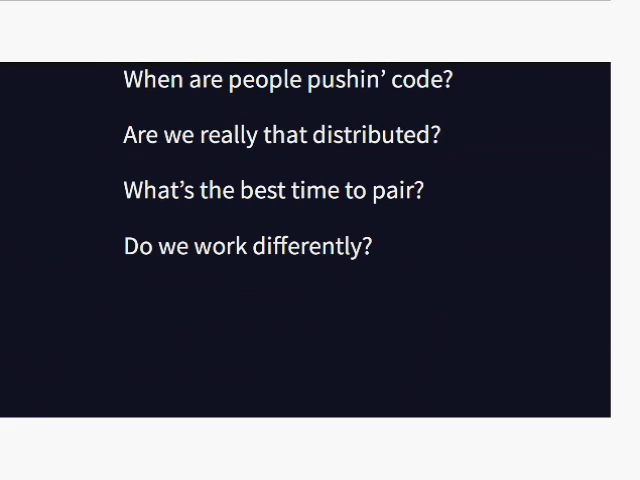 When are people pushin’ code?
Are we really that distributed?
What’s the best time to pair?
Do we work differently?